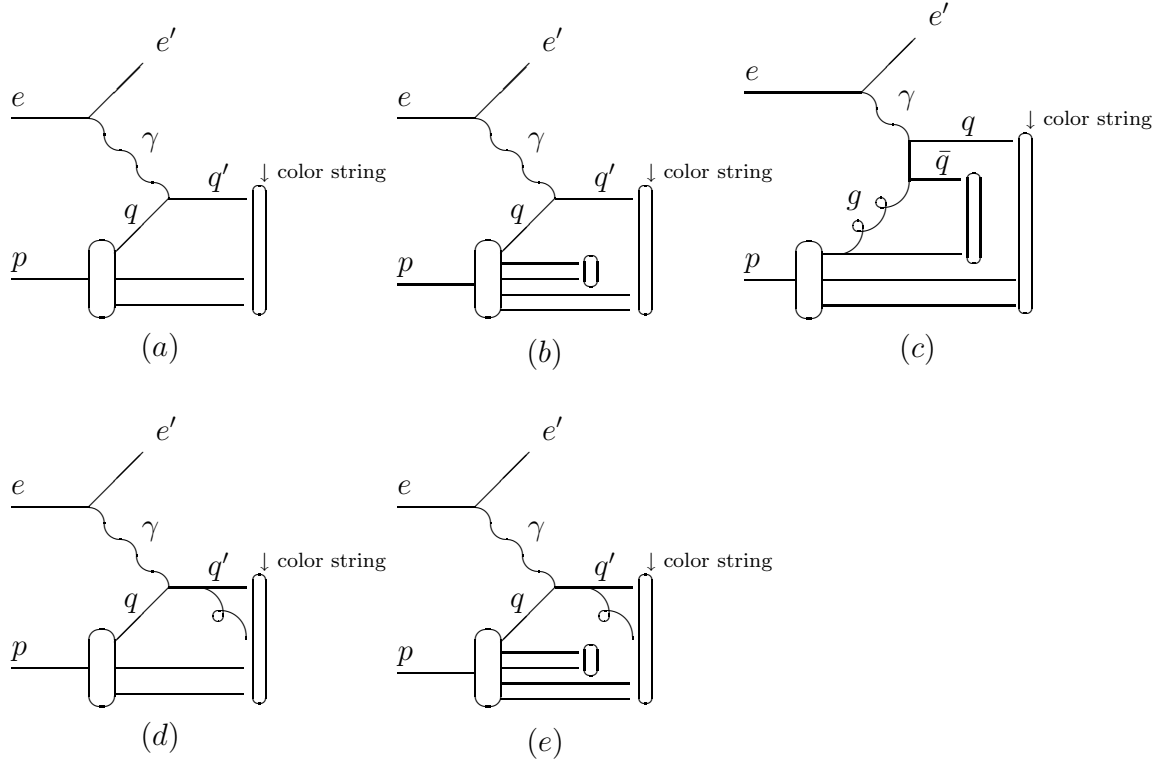 e
e′
γ
q′
q
p
↓ color string
(a)
e
e′
γ
q′
q
p
↓ color string
(b)
e
e′
γ
q
q̄
g
p
↓ color string
(c)
e
e′
γ
q′
q
p
↓ color string
(d)
e
e′
γ
q′
q
p
↓ color string
(e)